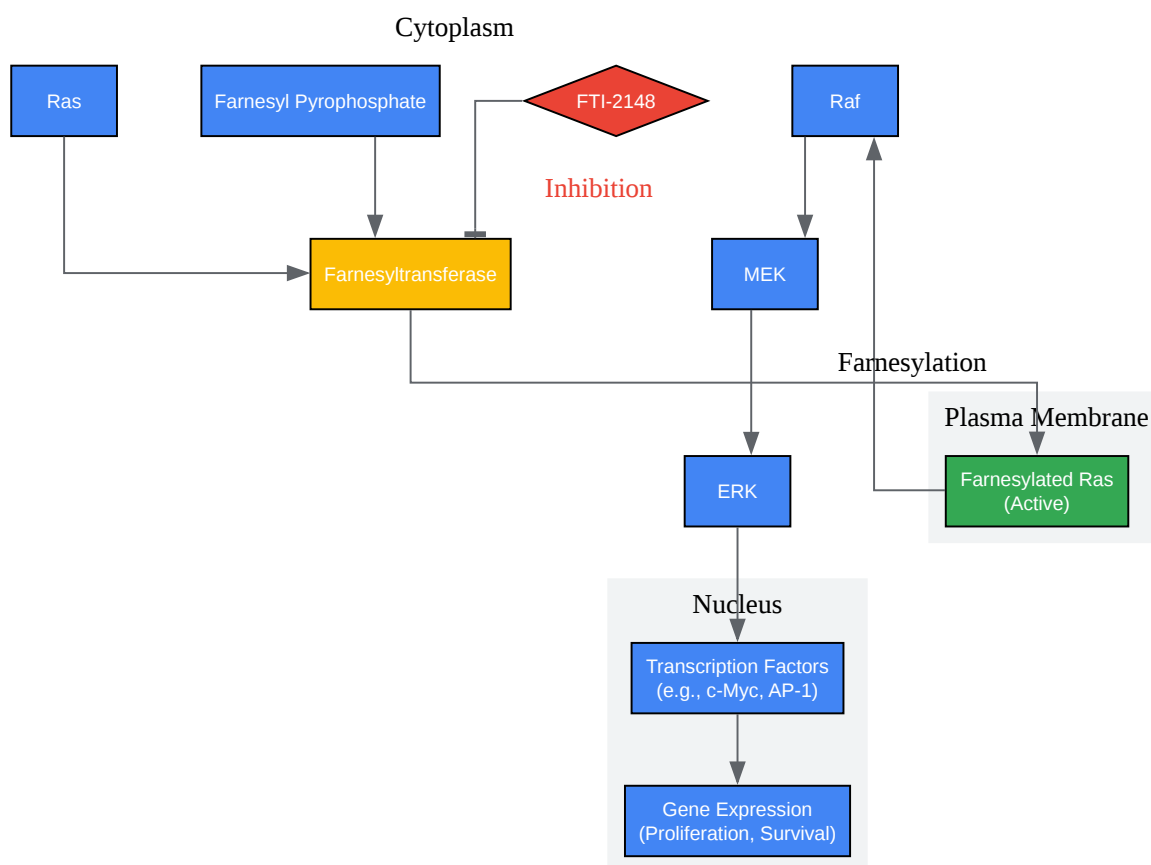 Cytoplasm
Ras
Farnesyl Pyrophosphate
FTI-2148
Raf
Inhibition
Farnesyltransferase
MEK
Farnesylation
Plasma Membrane
Farnesylated Ras
(Active)
ERK
Nucleus
Transcription Factors
(e.g., c-Myc, AP-1)
Gene Expression
(Proliferation, Survival)